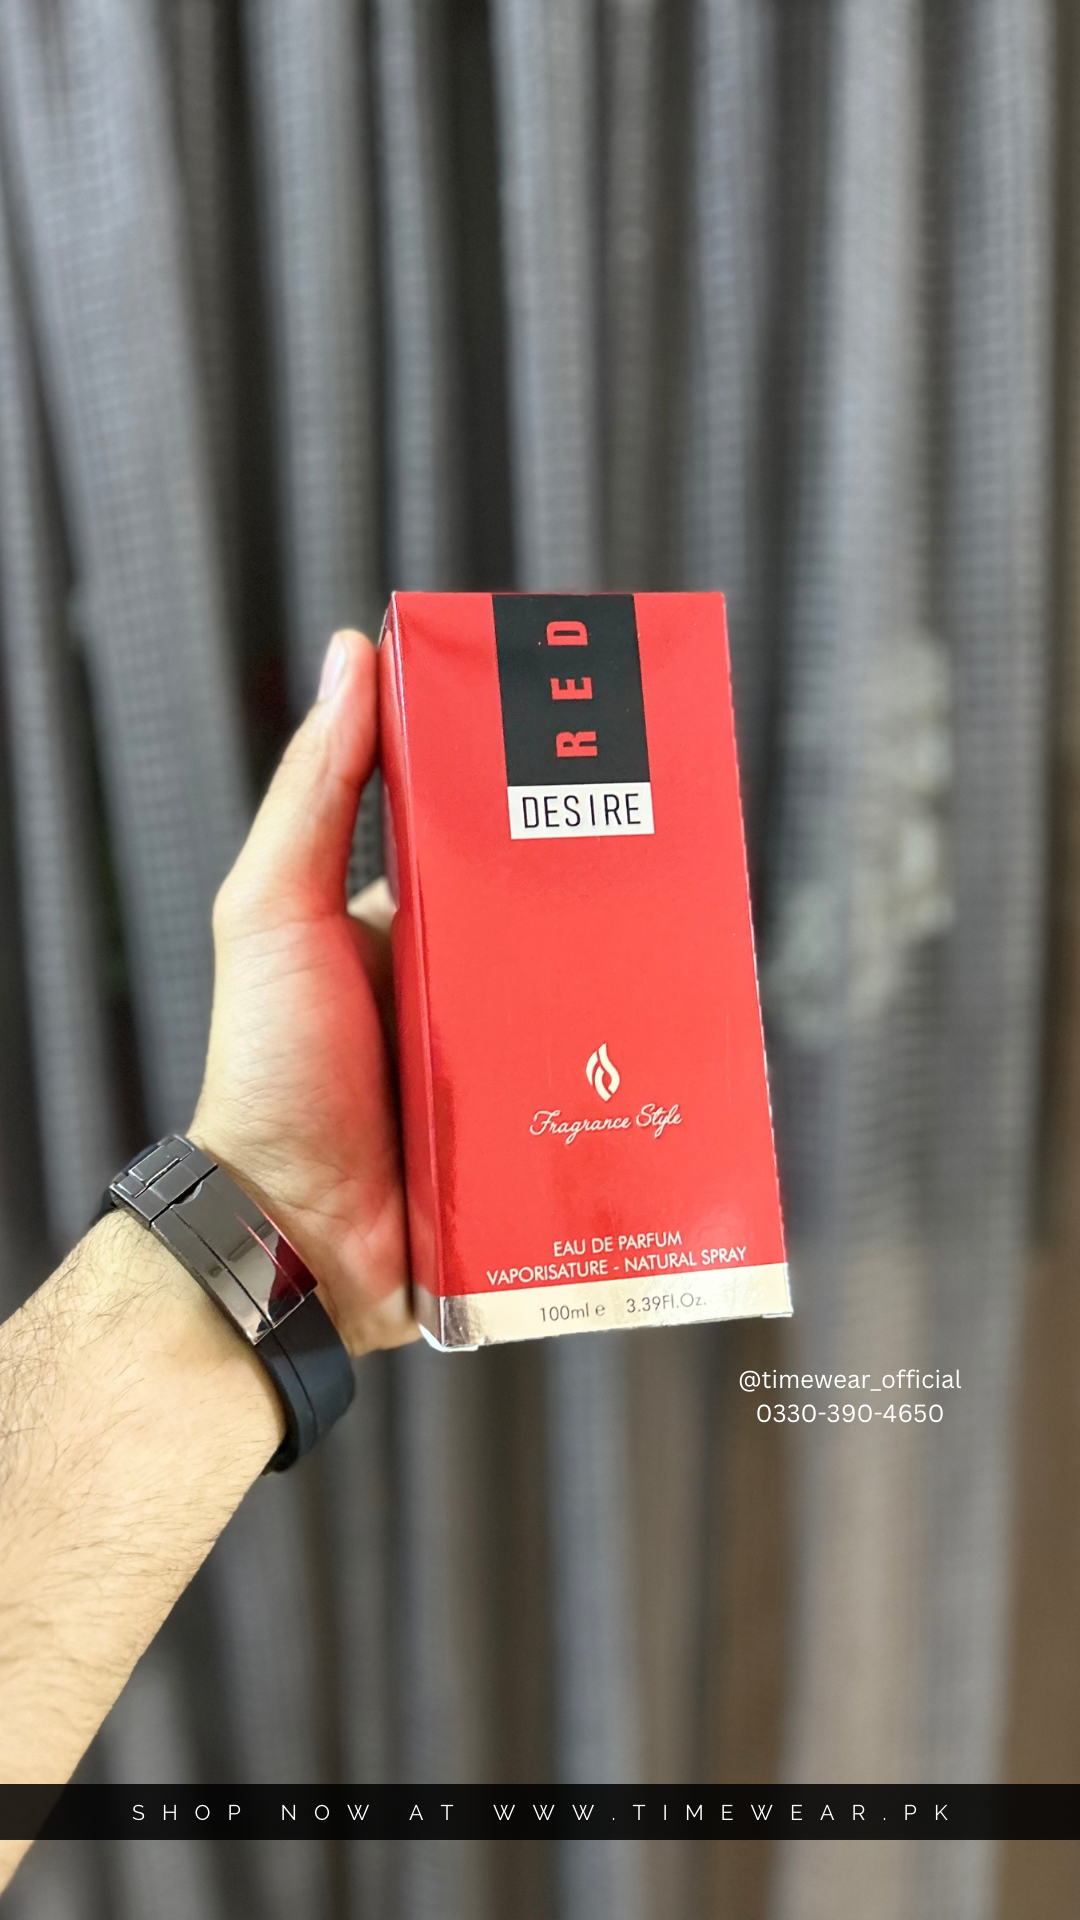 RED
DESIRE
Fragrance Style
EAU DE PARFUM
VAPORISATURE - NATURAL SPRAY
100ml e 3.39Fl.Oz.
@timewear_official
0330-390-4650
SHOP NOW AT WWW.TIMEWEAR.PK